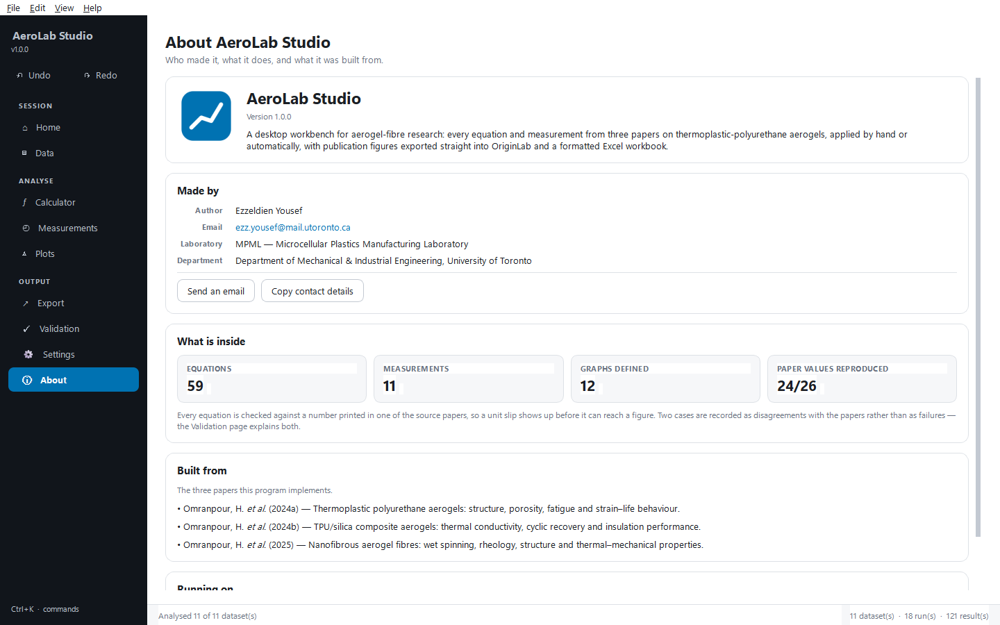 File Edit View Help
AeroLab Studio
v1.0.0
Undo Redo
SESSION
Home
Data
ANALYSE
Calculator
Measurements
Plots
OUTPUT
Export
Validation
Settings
About
Ctrl+K · commands
About AeroLab Studio
Who made it, what it does, and what it was built from.
AeroLab Studio
Version 1.0.0
A desktop workbench for aerogel-fibre research: every equation and measurement from three papers on thermoplastic-polyurethane aerogels, applied by hand or
automatically, with publication figures exported straight into OriginLab and a formatted Excel workbook.
Made by
Author Ezzeldien Yousef
Email ezz.yousef@mail.utoronto.ca
Laboratory MPML — Microcellular Plastics Manufacturing Laboratory
Department Department of Mechanical & Industrial Engineering, University of Toronto
Send an email Copy contact details
What is inside
EQUATIONS MEASUREMENTS GRAPHS DEFINED PAPER VALUES REPRODUCED
59 11 12 24/26
Every equation is checked against a number printed in one of the source papers, so a unit slip shows up before it can reach a figure. Two cases are recorded as disagreements with the papers rather than as failures —
the Validation page explains both.
Built from
The three papers this program implements.
• Omranpour, H. et al. (2024a) — Thermoplastic polyurethane aerogels: structure, porosity, fatigue and strain–life behaviour.
• Omranpour, H. et al. (2024b) — TPU/silica composite aerogels: thermal conductivity, cyclic recovery and insulation performance.
• Omranpour, H. et al. (2025) — Nanofibrous aerogel fibres: wet spinning, rheology, structure and thermal–mechanical properties.
Running on
Analysed 11 of 11 dataset(s)
11 dataset(s) · 18 run(s) · 121 result(s)